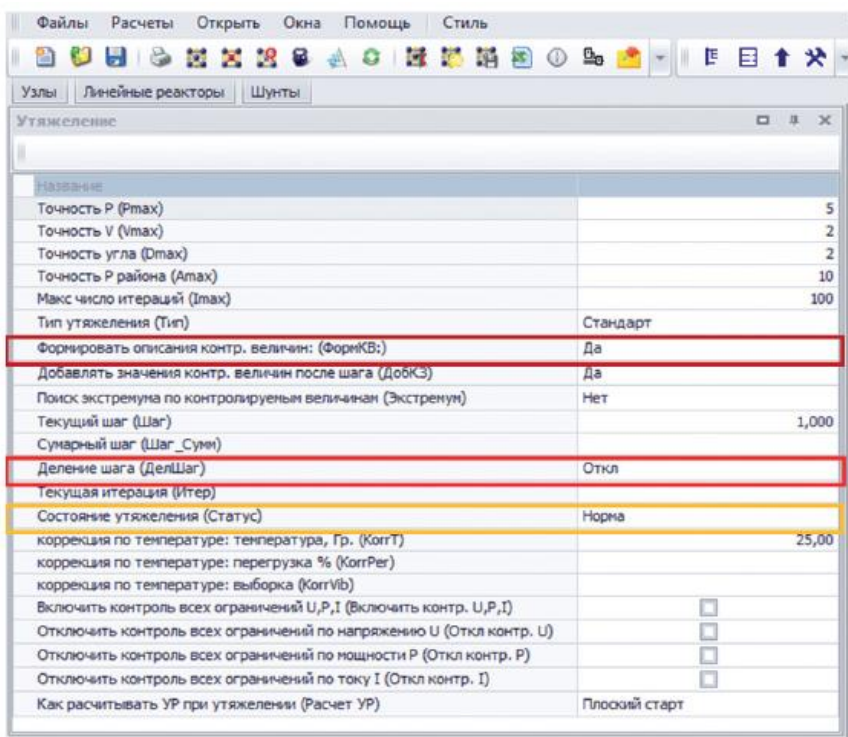 Файлы Расчеты Открыть Окна Помощь Стиль
Узлы Линейные реакторы Шунты
Утяжеление
Название
Точность P (Pmax) 5
Точность V (Vmax) 2
Точность угла (Dmax) 2
Точность P района (Amax) 10
Макс число итераций (Imax) 100
Тип утяжеления (Тип) Стандарт
Формировать описания контр. величин: (ФормКВ:) Да
Добавлять значения контр. величин после шага (ДобКЗ) Да
Поиск экстремума по контролируемым величинам (Экстремум) Нет
Текущий шаг (Шаг) 1,000
Сумарный шаг (Шаг_Сумм)
Деление шага (ДелШаг) Откл
Текущая итерация (Итер)
Состояние утяжеления (Статус) Норма
коррекция по температуре: температура, Гр. (KorrT) 25,00
коррекция по температуре: перегрузка % (KorrPer)
коррекция по температуре: выборка (KorrVib)
Включить контроль всех ограничений U,P,I (Включить контр. U,P,I)
Отключить контроль всех ограничений по напряжению U (Откл контр. U)
Отключить контроль всех ограничений по мощности P (Откл контр. P)
Отключить контроль всех ограничений по току I (Откл контр. I)
Как расчитывать УР при утяжелении (Расчет УР) Плоский старт